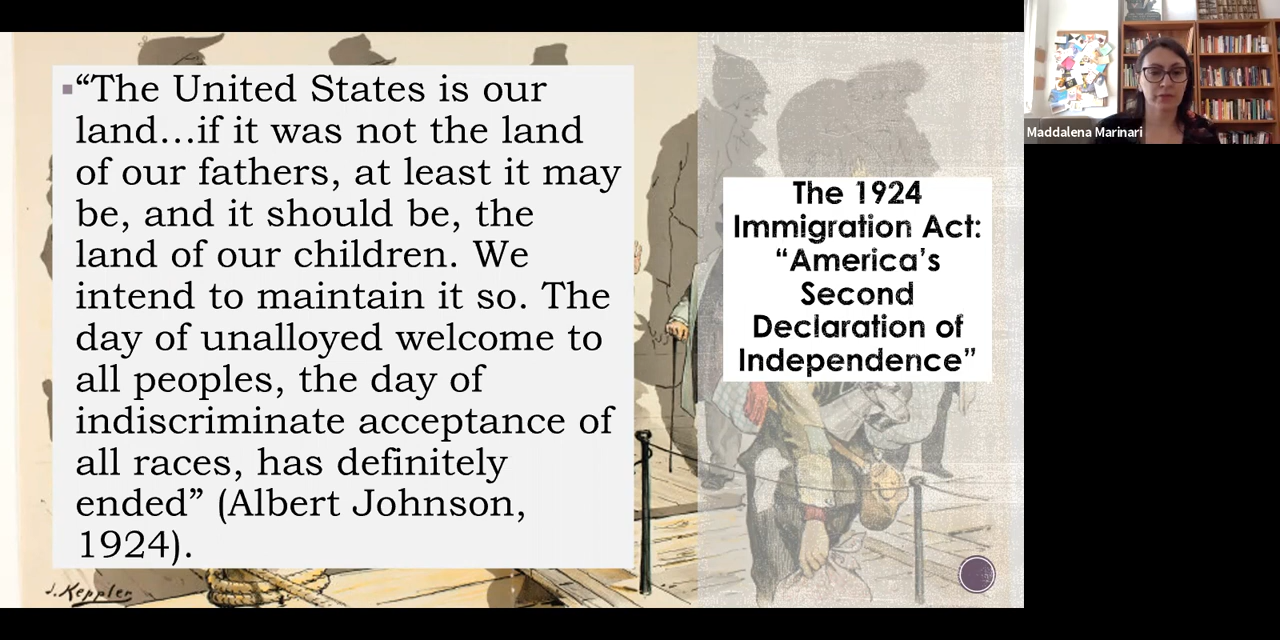 “The United States is our
land…if it was not the land
of our fathers, at least it may
be, and it should be, the
land of our children. We
intend to maintain it so. The
day of unalloyed welcome to
all peoples, the day of
indiscriminate acceptance of
all races, has definitely
ended” (Albert Johnson,
1924).
The 1924
Immigration Act:
“America’s
Second
Declaration of
Independence”
J. Keppler
Maddalena Marinari